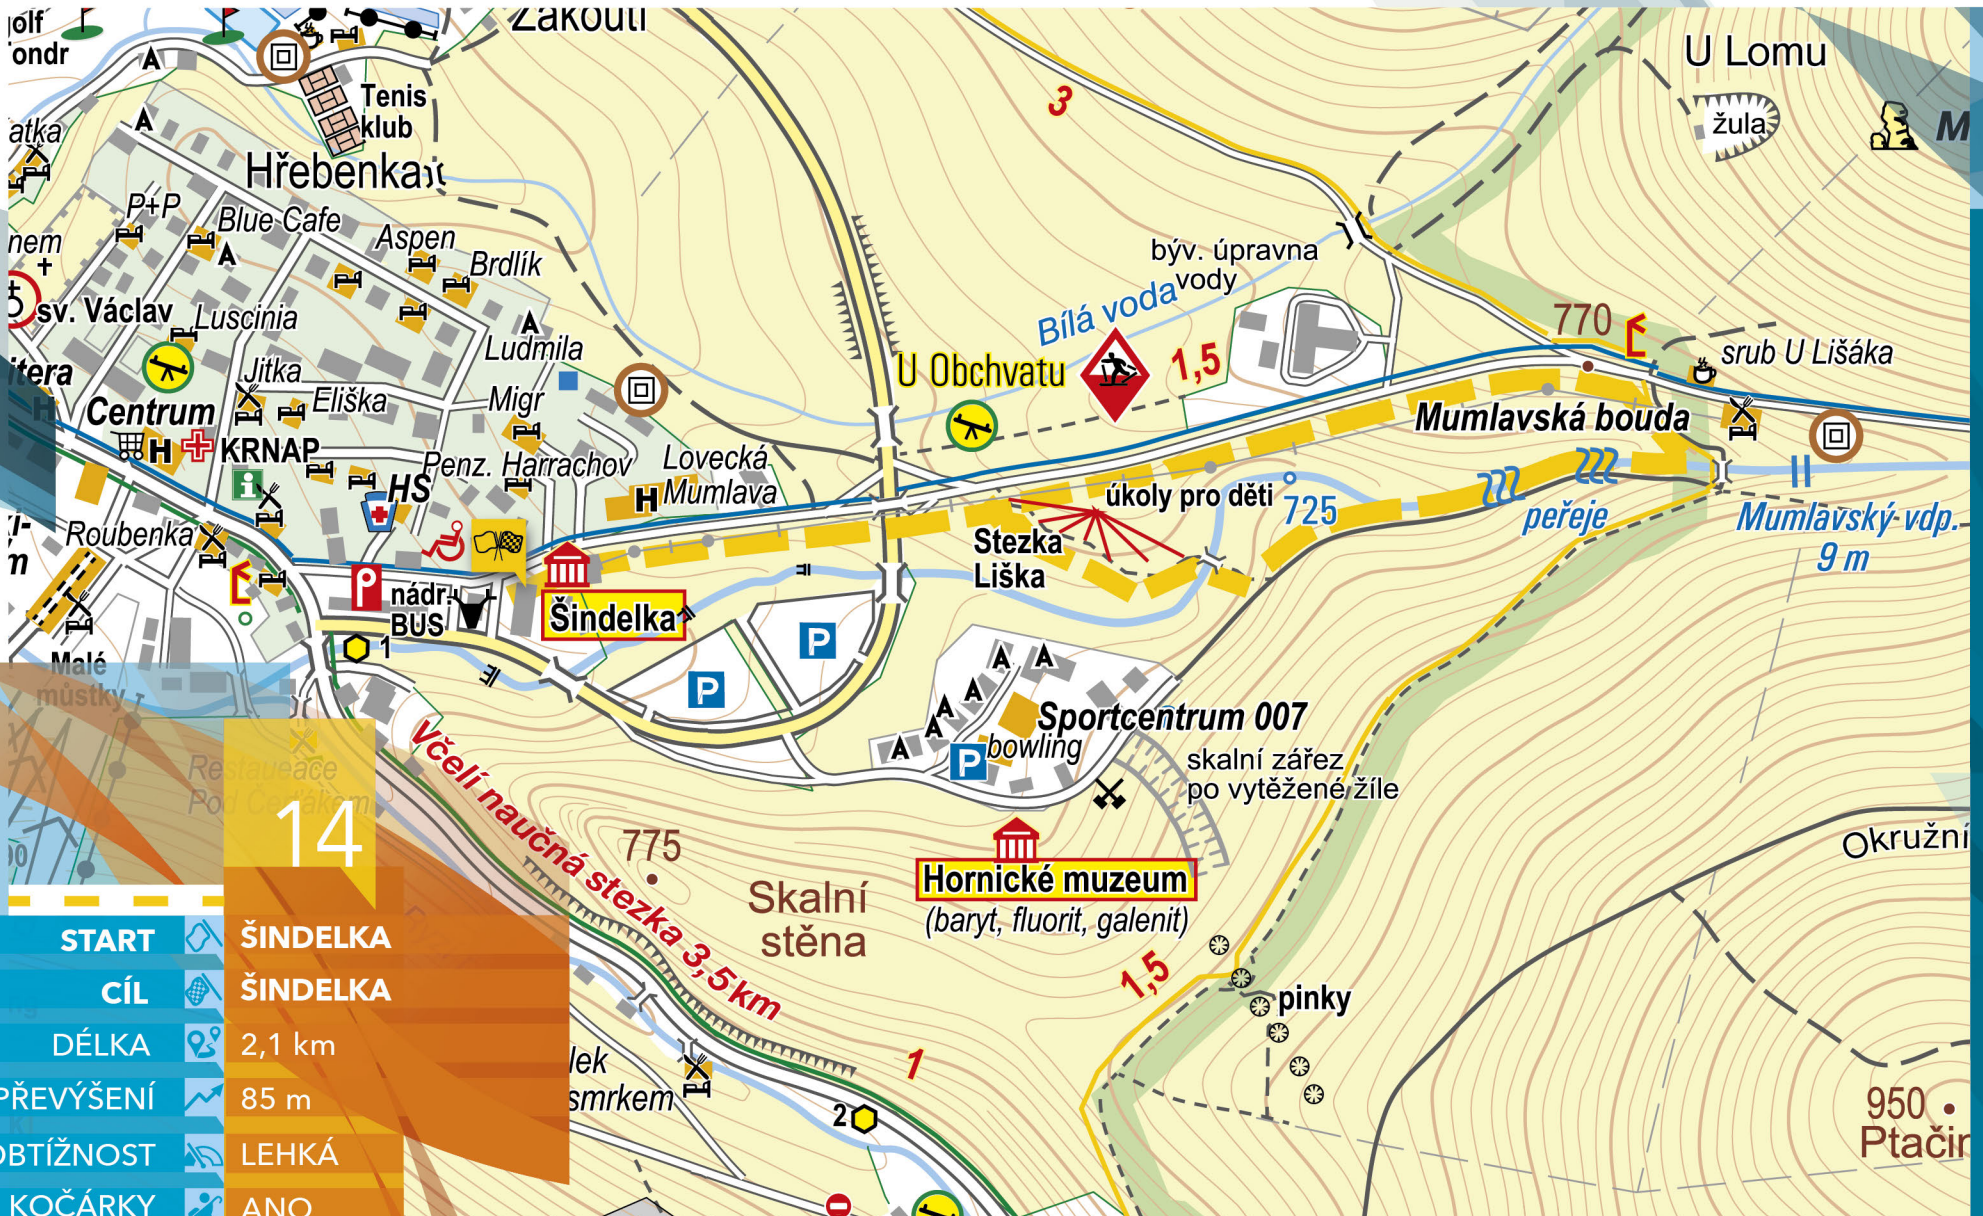 Zákoutí
U Lomu
žula
3
Tenis
klub
Hřebenka
P+P
Blue Cafe
Aspen
Brdlík
býv. úpravna
vody
Bílá voda
sv. Václav
Luscinia
Ludmila
U Obchvatu
1,5
770
srub U Lišáka
Jitka
Eliška
Migr
Centrum
H
KRNAP
HS
Penz. Harrachov
Lovecká
Mumlava
H
Mumlavská bouda
úkoly pro děti
725
peřeje
Mumlavský vdp.
9 m
Roubenka
Stezka
Liška
nádr.
BUS
Šindelka
1
P
P
P
Malé
můstky
Sportcentrum 007
bowling
skalní zářez
po vytěžené žíle
Včelí naučná stezka 3,5 km
775
Skalní
stěna
Hornické muzeum
(baryt, fluorit, galenit)
Okružní
1,5
pinky
1
2
smrkem
950
14
START ŠINDELKA
CÍL ŠINDELKA
DÉLKA 2,1 km
PŘEVÝŠENÍ 85 m
OBTÍŽNOST LEHKÁ
KOČÁRKY ANO